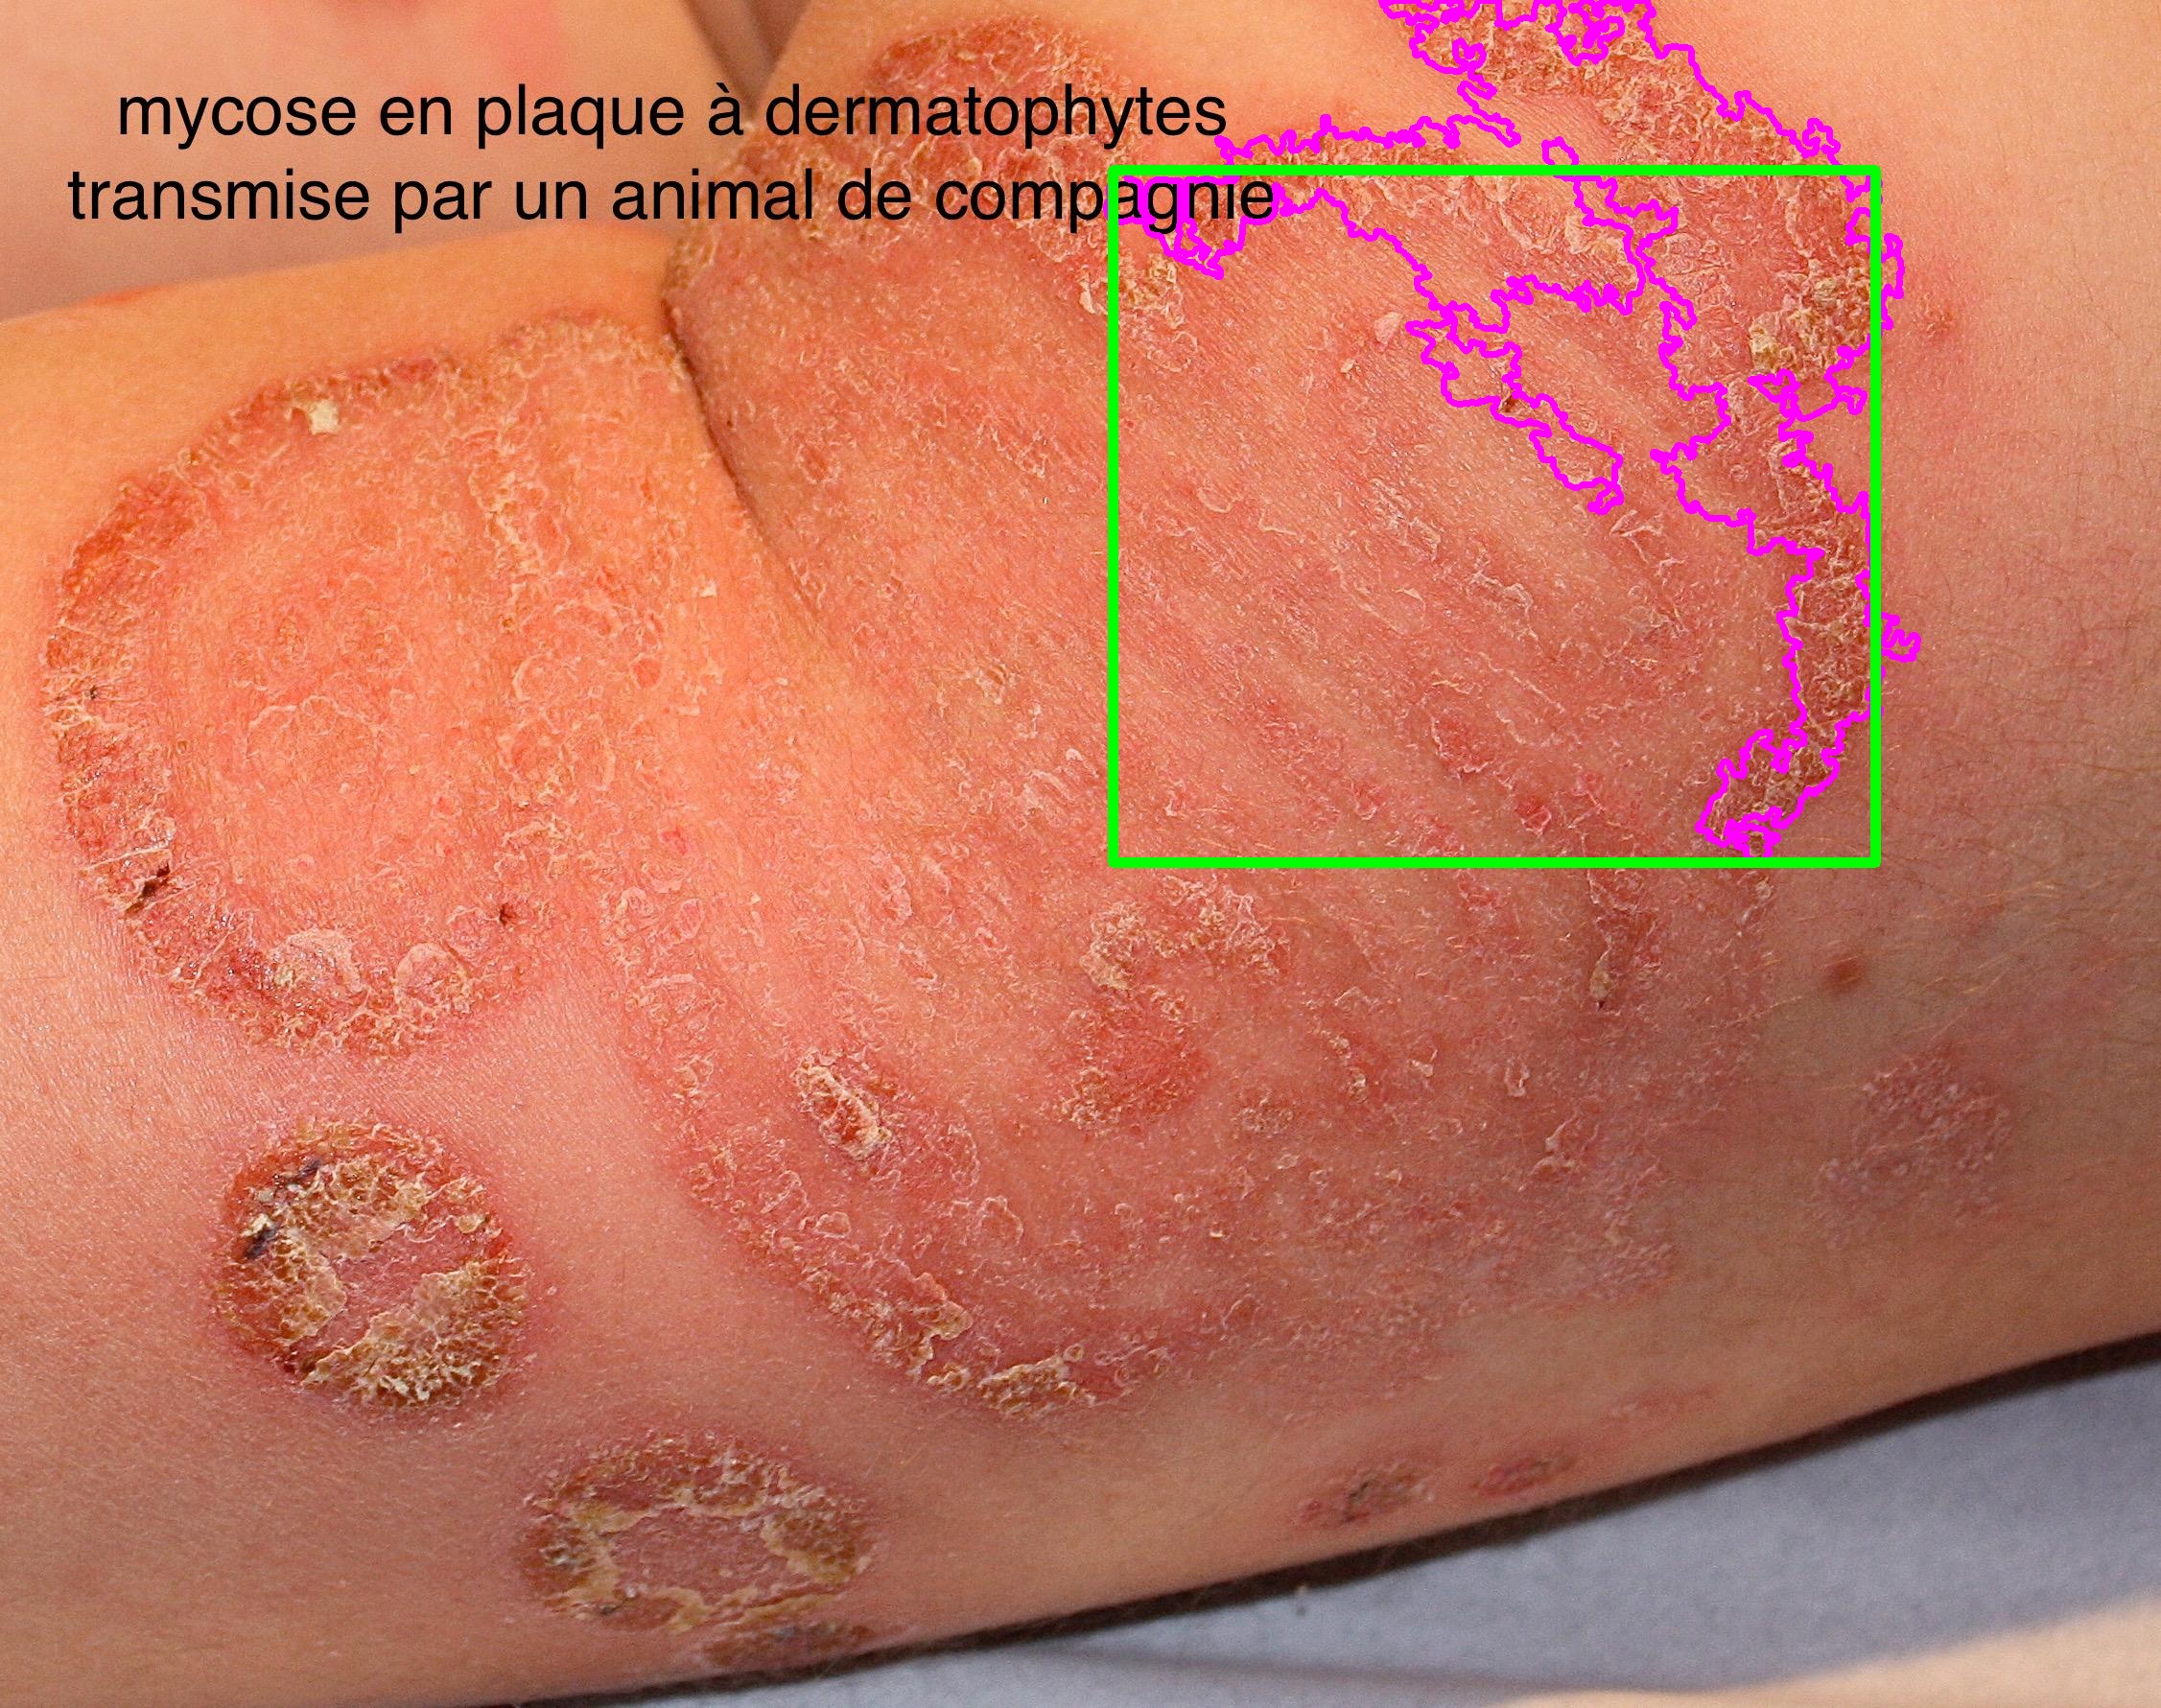 mycose en plaque à dermatophytes
transmise par un animal de compagnie